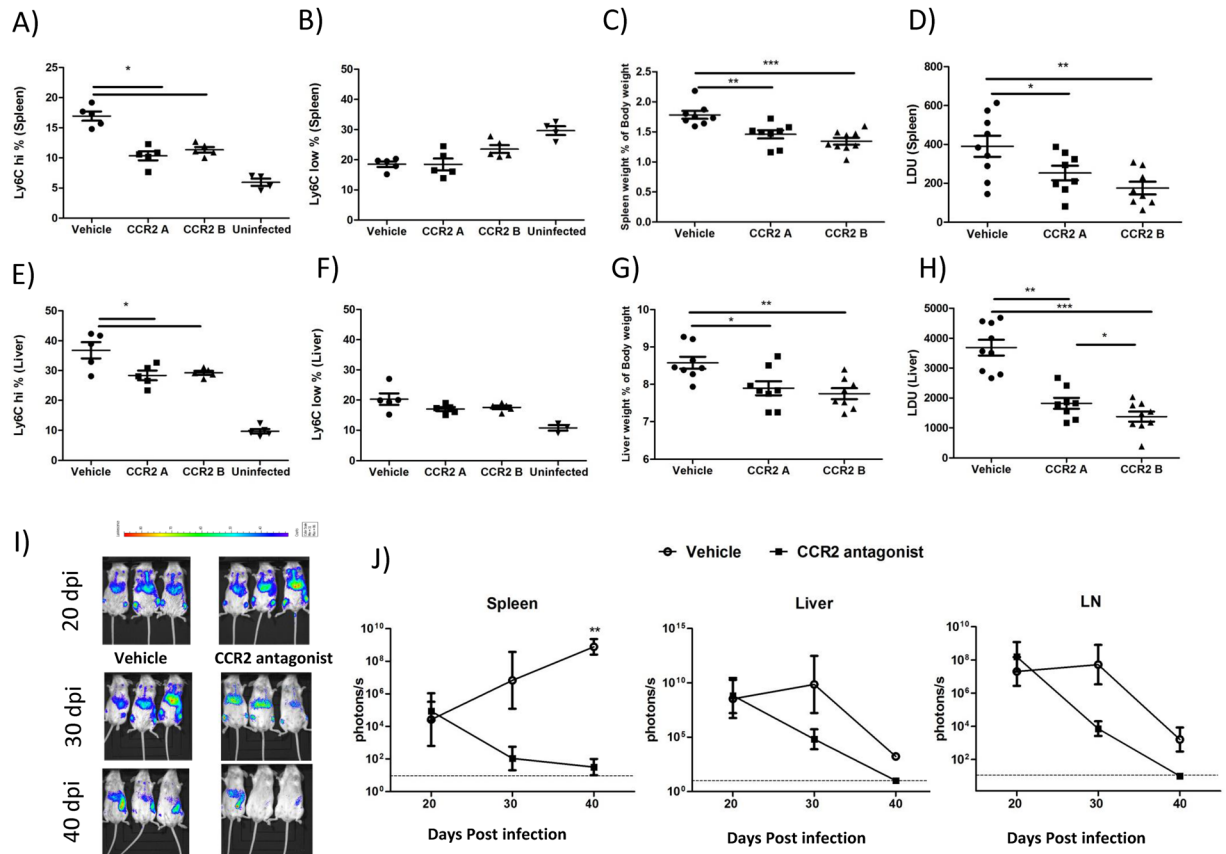 A)
Ly6C hi % (Spleen)
20
15
10
5
0
*
Vehicle CCR2 A CCR2 B Uninfected
B)
Ly6C low % (Spleen)
50
40
30
20
10
0
Vehicle CCR2 A CCR2 B Uninfected
C)
Spleen weight % of Body weight
2.5
2.0
1.5
1.0
0.5
0.0
***
**
Vehicle CCR2 A CCR2 B
D)
LDU (Spleen)
800
600
400
200
0
**
*
Vehicle CCR2 A CCR2 B
E)
Ly6C hi % (Liver)
50
40
30
20
10
0
*
Vehicle CCR2 A CCR2 B Uninfected
F)
Ly6C low % (Liver)
50
40
30
20
10
0
Vehicle CCR2 A CCR2 B Uninfected
G)
Liver weight % of Body weight
10
9
8
7
6
**
*
Vehicle CCR2 A CCR2 B
H)
LDU (Liver)
5000
4000
3000
2000
1000
0
**
***
*
Vehicle CCR2 A CCR2 B
I)
20 dpi
Vehicle CCR2 antagonist
30 dpi
40 dpi
J)
Vehicle CCR2 antagonist
Spleen
photons/s
10¹⁰
10⁸
10⁶
10⁴
10²
10⁰
**
20 30 40
Days Post infection
Liver
photons/s
10¹⁵
10¹⁰
10⁵
10⁰
20 30 40
Days Post infection
LN
photons/s
10¹⁰
10⁸
10⁶
10⁴
10²
10⁰
20 30 40
Days Post infection